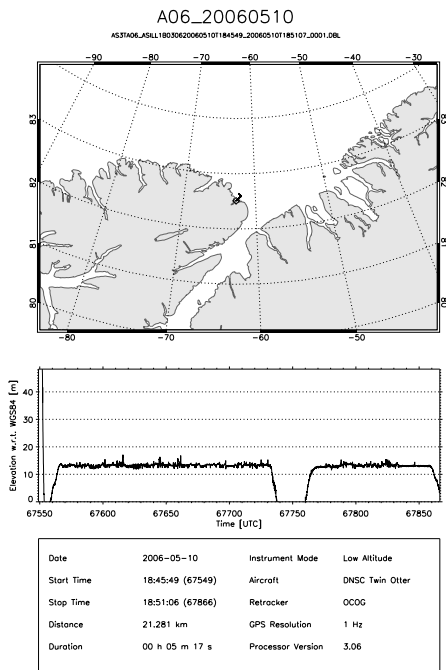 A06_20060510
AS3TA06_ASILL1B030620060510T184549_20060510T185107_0001.DBL
-90 -80 -70 -60 -50 -40 -30
83 83
82 82
81 81
80 80
-80 -70 -60 -50
Elevation w.r.t. WGS84 [m]
40
30
20
10
0
67550 67600 67650 67700 67750 67800 67850
Time [UTC]
Date 2006-05-10 Instrument Mode Low Altitude
Start Time 18:45:49 (67549) Aircraft DNSC Twin Otter
Stop Time 18:51:06 (67866) Retracker OCOG
Distance 21.281 km GPS Resolution 1 Hz
Duration 00 h 05 m 17 s Processor Version 3.06